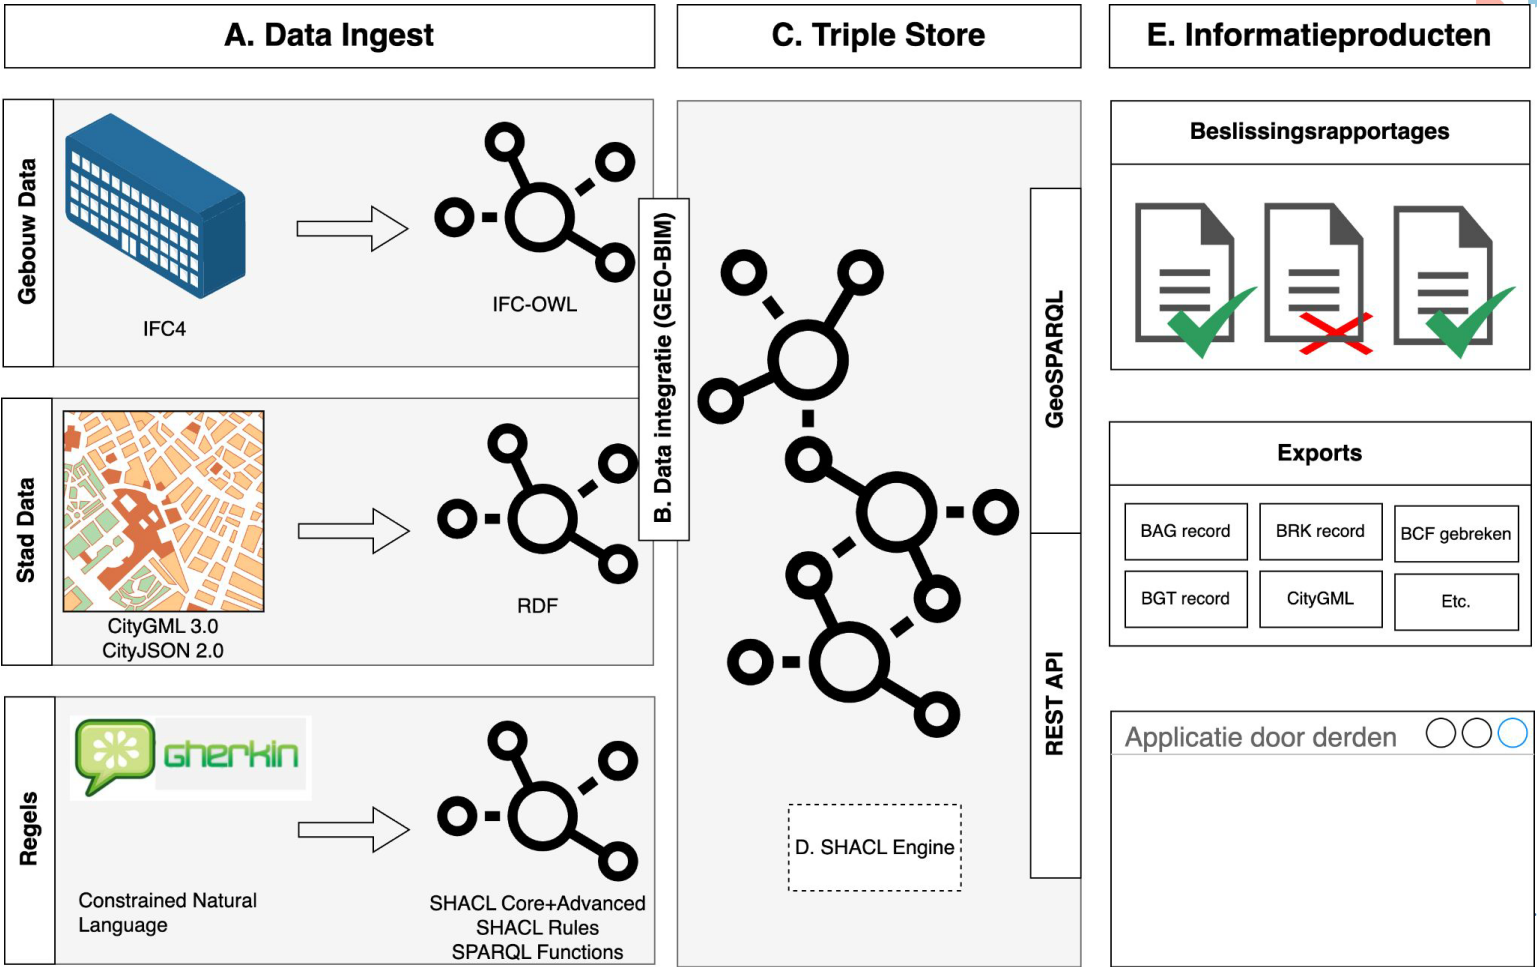 A. Data Ingest
C. Triple Store
E. Informatieproducten
Gebouw Data
IFC4
IFC-OWL
Stad Data
CityGML 3.0
CityJSON 2.0
RDF
Regels
Gherkin
Constrained Natural
Language
SHACL Core+Advanced
SHACL Rules
SPARQL Functions
B. Data integratie (GEO-BIM)
GeoSPARQL
REST API
D. SHACL Engine
Beslissingsrapportages
Exports
BAG record
BRK record
BCF gebreken
BGT record
CityGML
Etc.
Applicatie door derden